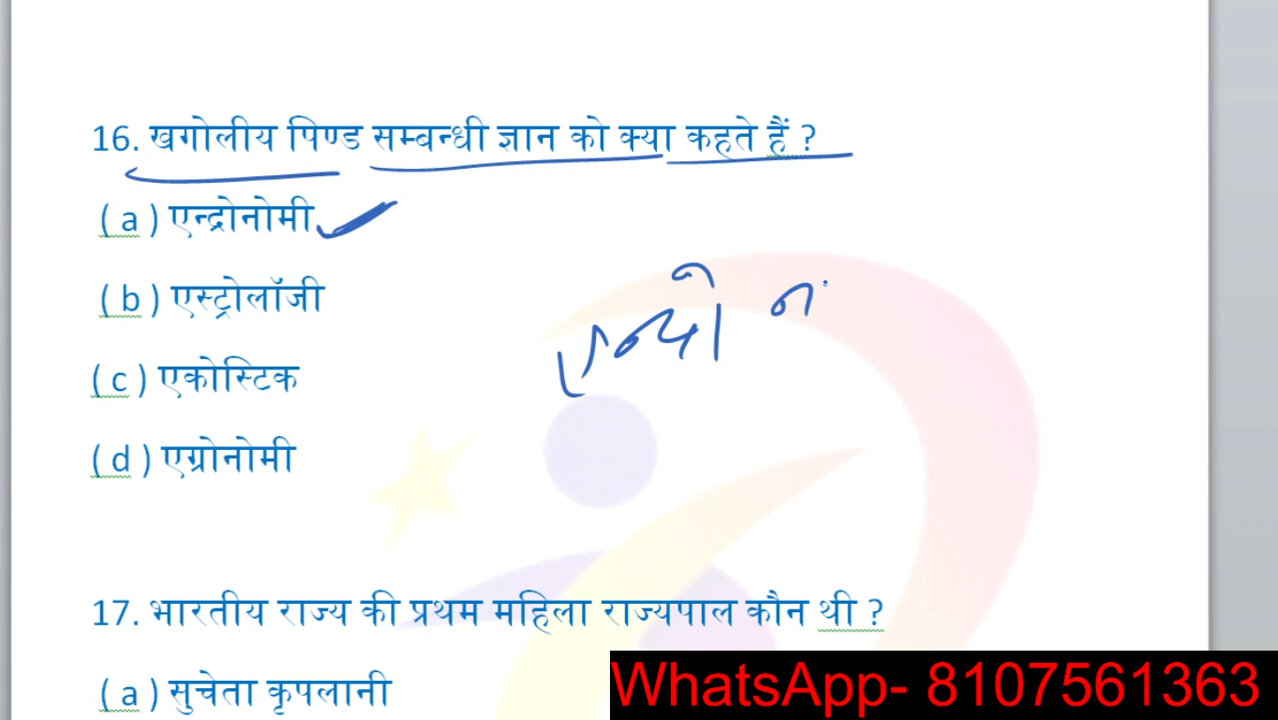 16. खगोलीय पिण्ड सम्बन्धी ज्ञान को क्या कहते हैं ?
( a ) एन्द्रोनोमी
( b ) एस्ट्रोलॉजी
( c ) एकोस्टिक
( d ) एग्रोनोमी
17. भारतीय राज्य की प्रथम महिला राज्यपाल कौन थी ?
( a ) सुचेता कृपलानी
WhatsApp- 8107561363